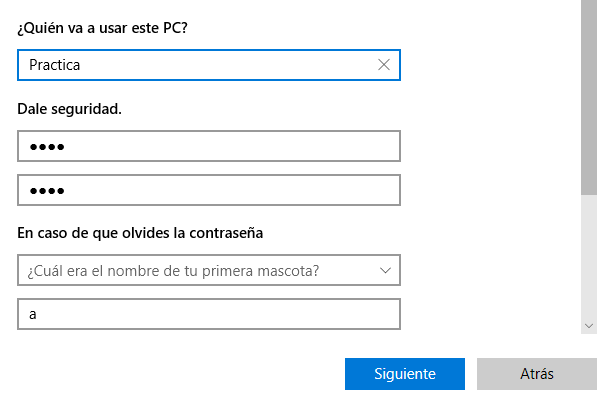 ¿Quién va a usar este PC?
Practica
Dale seguridad.
●●●●
●●●●
En caso de que olvides la contraseña
¿Cuál era el nombre de tu primera mascota?
a
Siguiente
Atrás